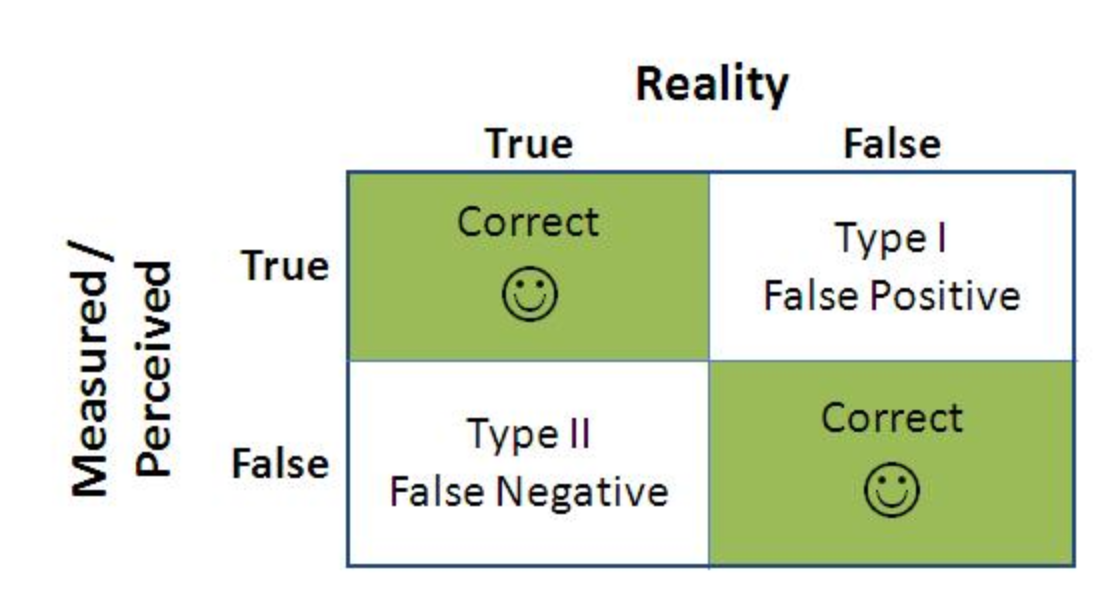 Reality
True
False
Measured /
Perceived
True
Correct
Type I
False Positive
False
Type II
False Negative
Correct